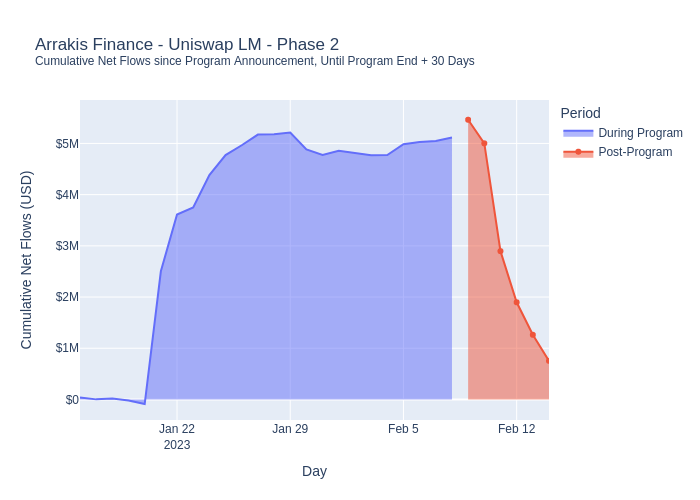 Arrakis Finance - Uniswap LM - Phase 2
Cumulative Net Flows since Program Announcement, Until Program End + 30 Days
Period
During Program
Post-Program
Cumulative Net Flows (USD)
$5M
$4M
$3M
$2M
$1M
$0
Jan 22
2023
Jan 29
Feb 5
Feb 12
Day